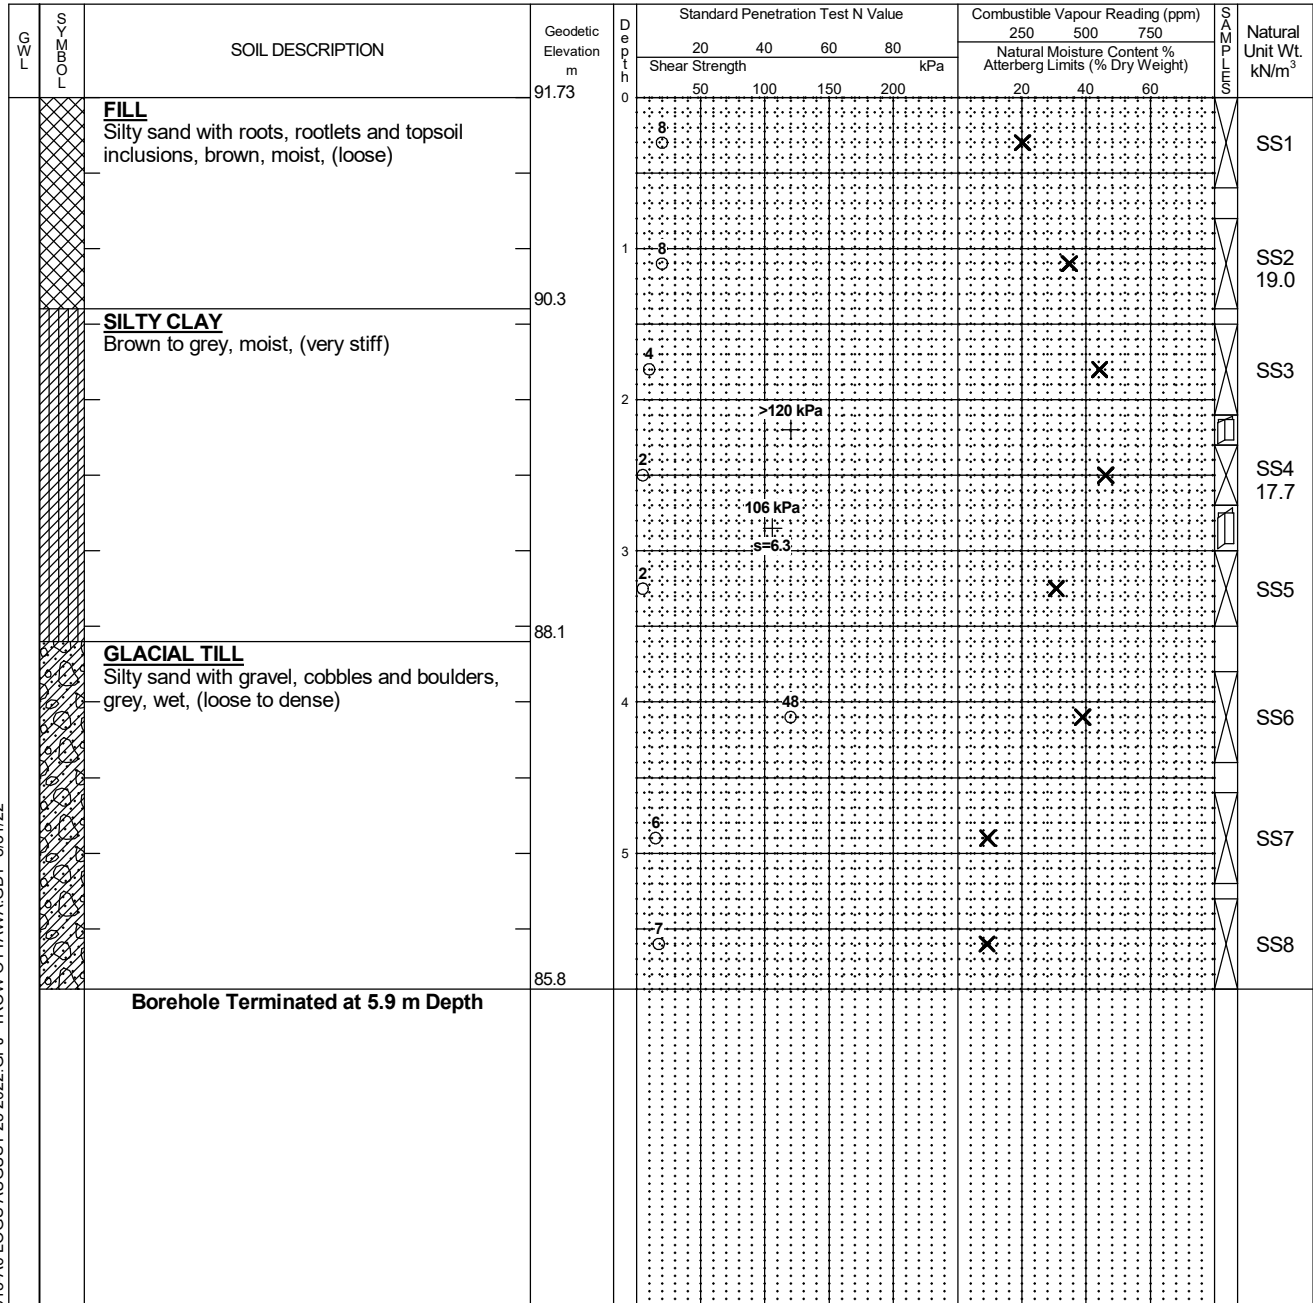 GWL
SYMBOL
SOIL DESCRIPTION
Geodetic
Elevation
m
91.73
Depth
Standard Penetration Test N Value
20 40 60 80
Shear Strength kPa
50 100 150 200
Combustible Vapour Reading (ppm)
250 500 750
Natural Moisture Content %
Atterberg Limits (% Dry Weight)
20 40 60
SAMPLES
Natural
Unit Wt.
kN/m³
0
FILL
Silty sand with roots, rootlets and topsoil
inclusions, brown, moist, (loose)
8
SS1
1
8
SS2
19.0
90.3
SILTY CLAY
Brown to grey, moist, (very stiff)
4
SS3
2
>120 kPa
2
SS4
17.7
106 kPa
s=6.3
3
2
SS5
88.1
GLACIAL TILL
Silty sand with gravel, cobbles and boulders,
grey, wet, (loose to dense)
4
48
SS6
6
SS7
5
7
SS8
85.8
Borehole Terminated at 5.9 m Depth